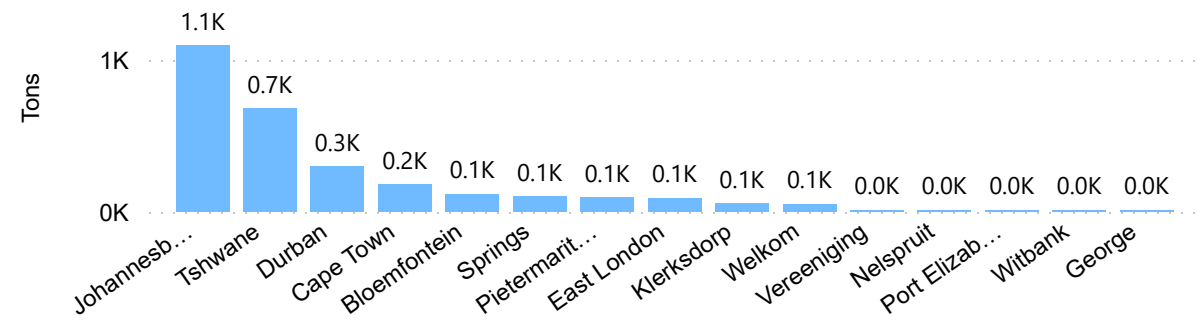 Tons
1K
0K
1.1K
0.7K
0.3K
0.2K
0.1K
0.1K
0.1K
0.1K
0.1K
0.1K
0.0K
0.0K
0.0K
0.0K
0.0K
Johannesb…
Tshwane
Durban
Cape Town
Bloemfontein
Springs
Pietermarit…
East London
Klerksdorp
Welkom
Vereeniging
Nelspruit
Port Elizab…
Witbank
George